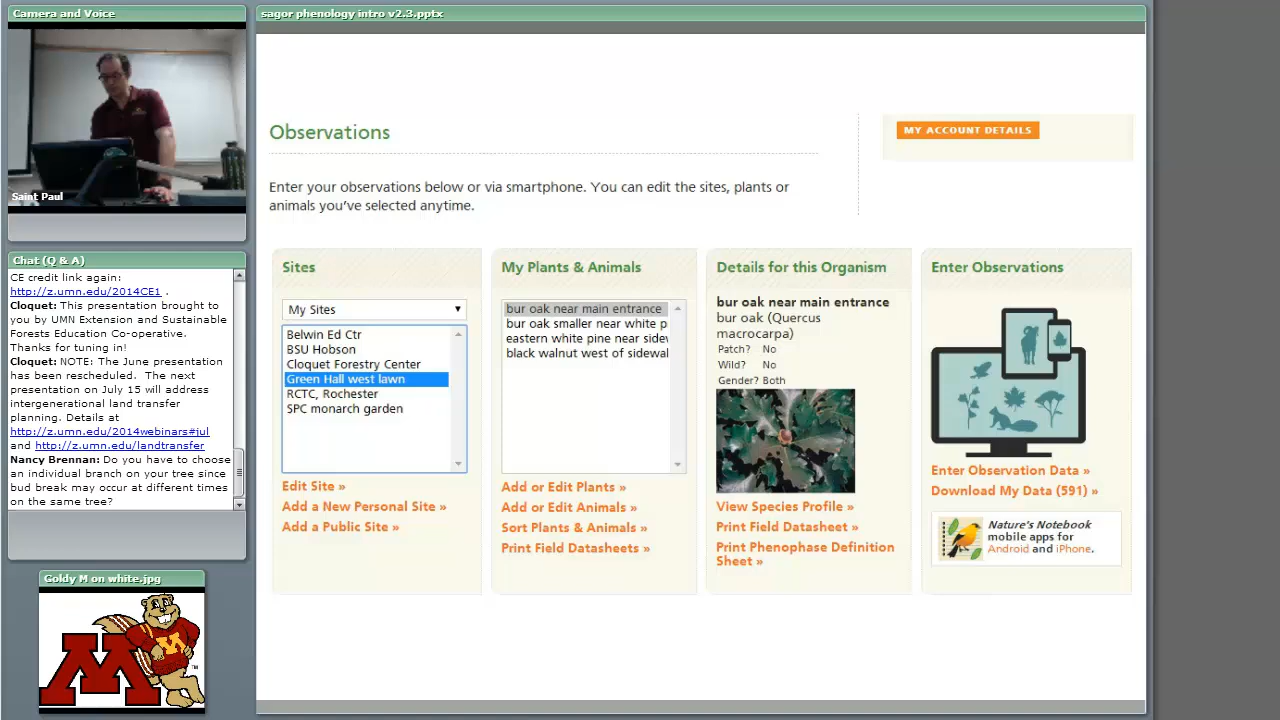 Camera and Voice
Saint Paul
Chat (Q & A)
CE credit link again:
http://z.umn.edu/2014CE1 .
Cloquet: This presentation brought to
you by UMN Extension and Sustainable
Forests Education Co-operative.
Thanks for tuning in!
Cloquet: NOTE: The June presentation
has been rescheduled. The next
presentation on July 15 will address
intergenerational land transfer
planning. Details at
http://z.umn.edu/2014webinars#jul
and http://z.umn.edu/landtransfer
Nancy Brennan: Do you have to choose
an individual branch on your tree since
bud break may occur at different times
on the same tree?
Goldy M on white.jpg
M
M
TM
sagor phenology intro v2.3.pptx
Observations
MY ACCOUNT DETAILS
Enter your observations below or via smartphone. You can edit the sites, plants or
animals you've selected anytime.
Sites
My Sites
Belwin Ed Ctr
BSU Hobson
Cloquet Forestry Center
Green Hall west lawn
RCTC, Rochester
SPC monarch garden
Edit Site »
Add a New Personal Site »
Add a Public Site »
My Plants & Animals
bur oak near main entrance
bur oak smaller near white p
eastern white pine near sidew
black walnut west of sidewal
Add or Edit Plants »
Add or Edit Animals »
Sort Plants & Animals »
Print Field Datasheets »
Details for this Organism
bur oak near main entrance
bur oak (Quercus
macrocarpa)
Patch? No
Wild? No
Gender? Both
View Species Profile »
Print Field Datasheet »
Print Phenophase Definition
Sheet »
Enter Observations
Enter Observation Data »
Download My Data (591) »
Nature's Notebook
mobile apps for
Android and iPhone.